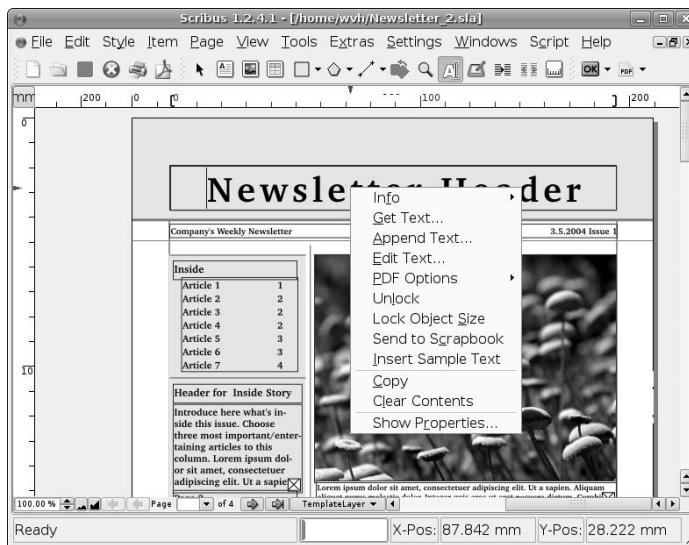 Scribus 1.2.4.1 - [/home/wvh/Newsletter_2.sla]
File Edit Style Item Page View Tools Extras Settings Windows Script Help
OK PDF
mm 200 0 0 100 200
0
10
Newsletter Header
Company's Weekly Newsletter 3.5.2004 Issue 1
Info
Get Text...
Append Text...
Edit Text...
PDF Options
Unlock
Lock Object Size
Send to Scrapbook
Insert Sample Text
Copy
Clear Contents
Show Properties...
Inside
Article 1 1
Article 2 2
Article 3 2
Article 4 2
Article 5 3
Article 6 3
Article 7 4
Header for Inside Story
Introduce here what's in-
side this issue. Choose
three most important/enter-
taining articles to this
column. Lorem ipsum dol-
or sit amet, consectetuer
adipiscing elit. Ut a sapie
Lorem ipsum dolor sit amet, consectetuer adipiscing elit. Ut a sapien. Aliquam
100.00 % Page of 4 TemplateLayer
Ready X-Pos: 87.842 mm Y-Pos: 28.222 mm